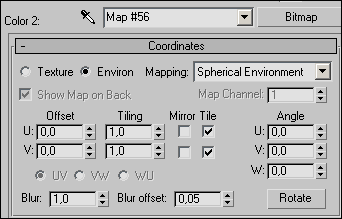 Color 2: Map #56 Bitmap
- Coordinates
Texture Environ Mapping: Spherical Environment
Show Map on Back Map Channel: 1
Offset Tiling Mirror Tile Angle
U: 0,0 1,0 U: 0,0
V: 0,0 1,0 V: 0,0
W: 0,0
UV VW WU
Blur: 1,0 Blur offset: 0,05 Rotate